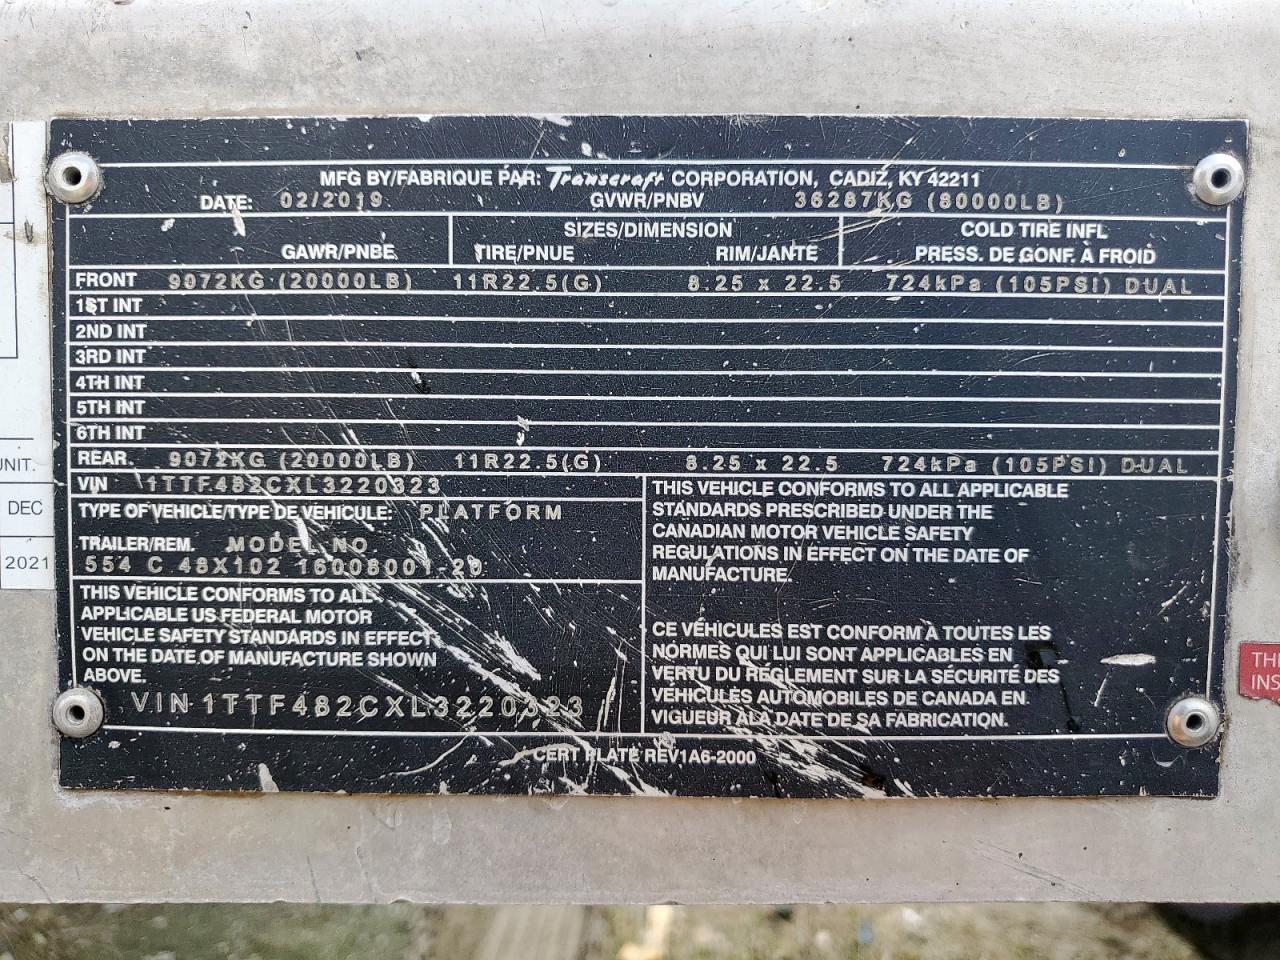 MFG BY/FABRIQUE PAR: Transcraft CORPORATION, CADIZ, KY 42211
DATE: 02/2019 GVWR/PNBV 36287KG (80000LB)
SIZES/DIMENSION COLD TIRE INFL
GAWR/PNBE TIRE/PNUE RIM/JANTE PRESS. DE GONF. À FROID
FRONT 9072KG (20000LB) 11R22.5(G) 8.25 x 22.5 724kPa (105PSI) DUAL
1ST INT
2ND INT
3RD INT
4TH INT
5TH INT
6TH INT
REAR 9072KG (20000LB) 11R22.5(G) 8.25 x 22.5 724kPa (105PSI) DUAL
VIN 1TTF482CXL3220323
TYPE OF VEHICLE/TYPE DE VÉHICULE: PLATFORM
TRAILER/REM. MODEL NO.
554 C 48X102 16008001-20
THIS VEHICLE CONFORMS TO ALL
APPLICABLE US FEDERAL MOTOR
VEHICLE SAFETY STANDARDS IN EFFECT
ON THE DATE OF MANUFACTURE SHOWN
ABOVE.
VIN 1TTF482CXL3220323
THIS VEHICLE CONFORMS TO ALL APPLICABLE
STANDARDS PRESCRIBED UNDER THE
CANADIAN MOTOR VEHICLE SAFETY
REGULATIONS IN EFFECT ON THE DATE OF
MANUFACTURE.
CE VÉHICULES EST CONFORM À TOUTES LES
NORMES QUI LUI SONT APPLICABLES EN
VERTU DU RÉGLEMENT SUR LA SÉCURITÉ DES
VÉHICULES AUTOMOBILES DE CANADA EN
VIGUEUR ALA DATE DE SA FABRICATION.
CERT PLATE REV1A6-2000
UNIT.
DEC
2021